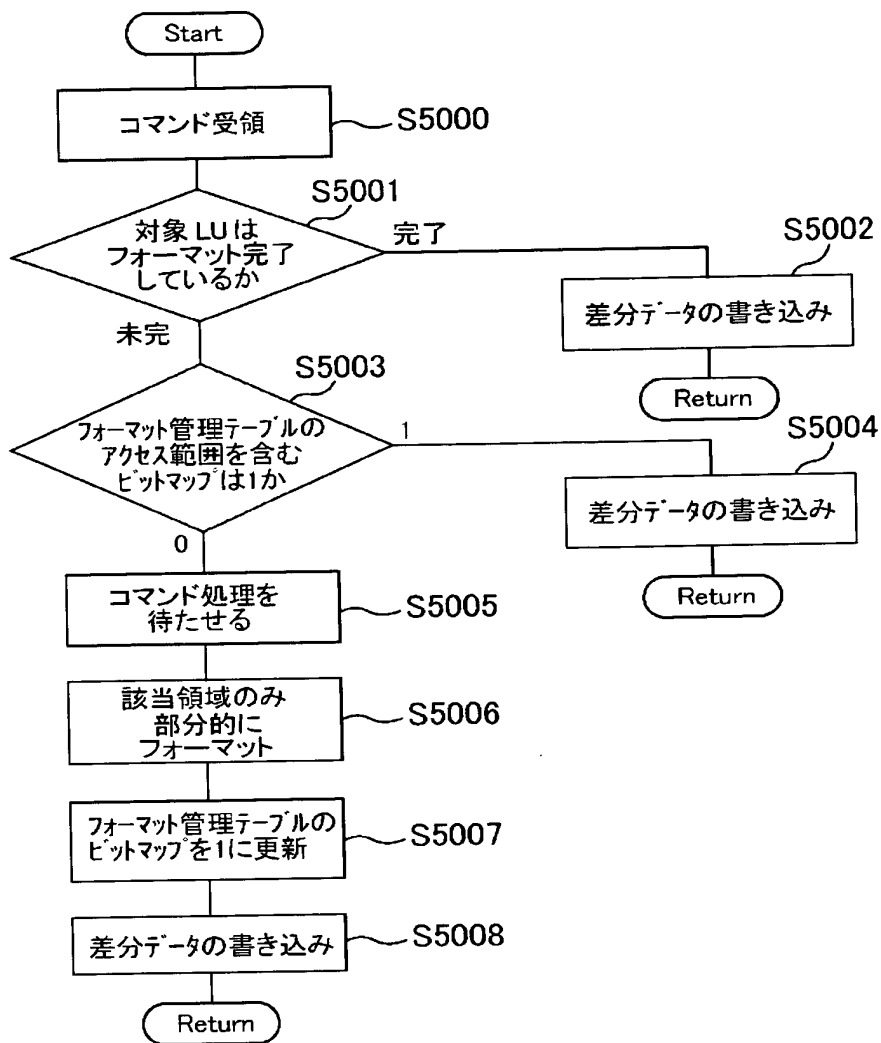 Start
コマンド受領
S5000
S5001
対象 LU は
フォーマット完了
しているか
完了
S5002
差分データの書き込み
Return
未完
S5003
フォーマット管理テーブルの
アクセス範囲を含む
ビットマップは1か
1
S5004
差分データの書き込み
Return
0
コマンド処理を
待たせる
S5005
該当領域のみ
部分的に
フォーマット
S5006
フォーマット管理テーブルの
ビットマップを1に更新
S5007
差分データの書き込み
S5008
Return